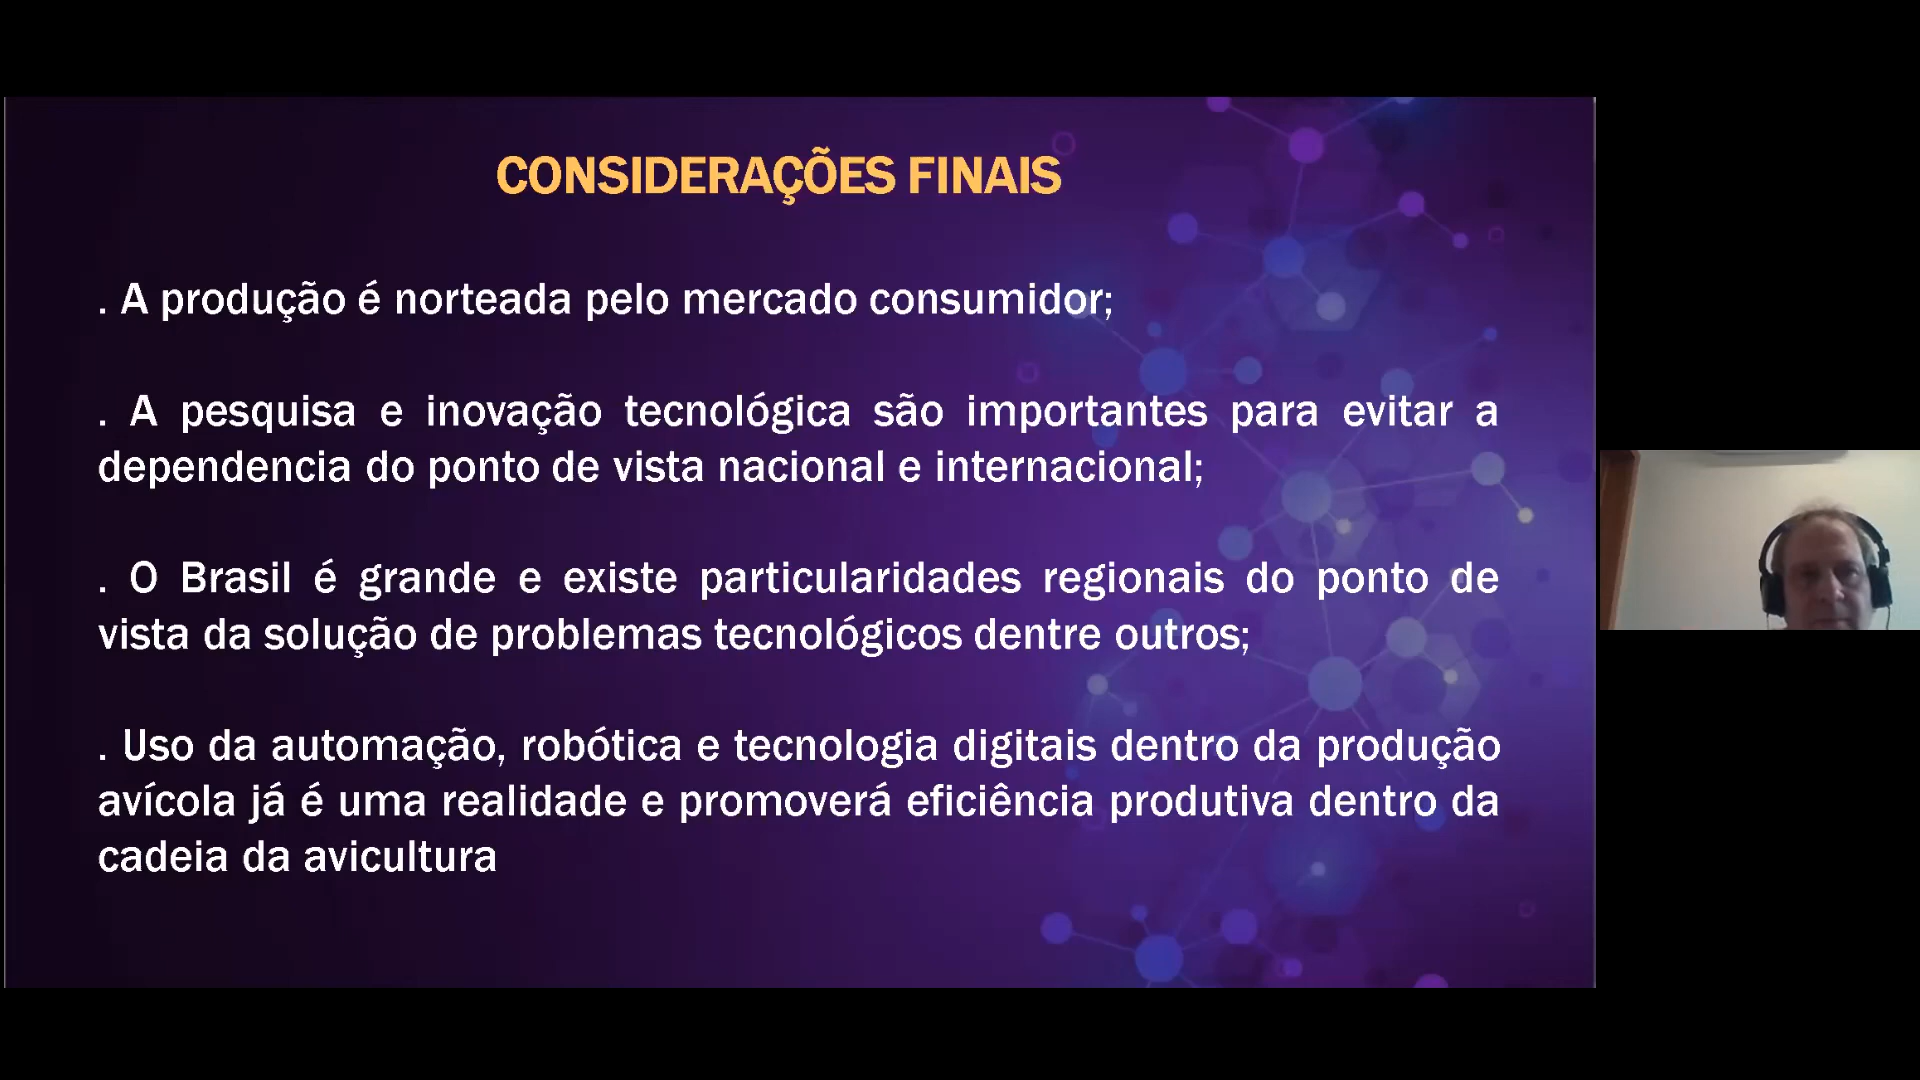 CONSIDERAÇÕES FINAIS
. A produção é norteada pelo mercado consumidor;
. A pesquisa e inovação tecnológica são importantes para evitar a
dependencia do ponto de vista nacional e internacional;
. O Brasil é grande e existe particularidades regionais do ponto de
vista da solução de problemas tecnológicos dentre outros;
. Uso da automação, robótica e tecnologia digitais dentro da produção
avícola já é uma realidade e promoverá eficiência produtiva dentro da
cadeia da avicultura